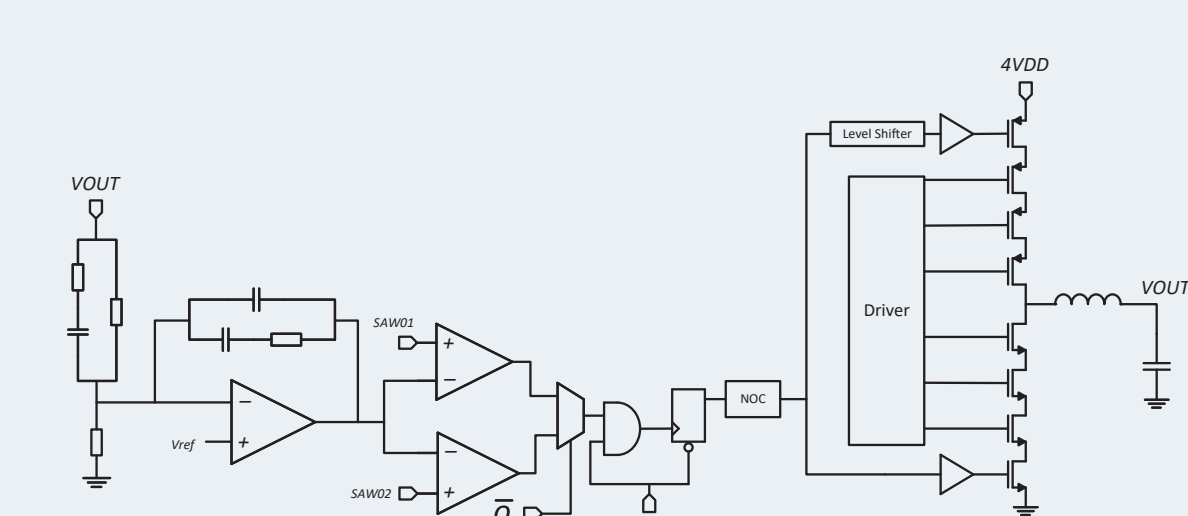 4VDD
Level Shifter
VOUT
VOUT
SAW01
+
−
Driver
−
+
Vref
NOC
−
+
SAW02
Q̅